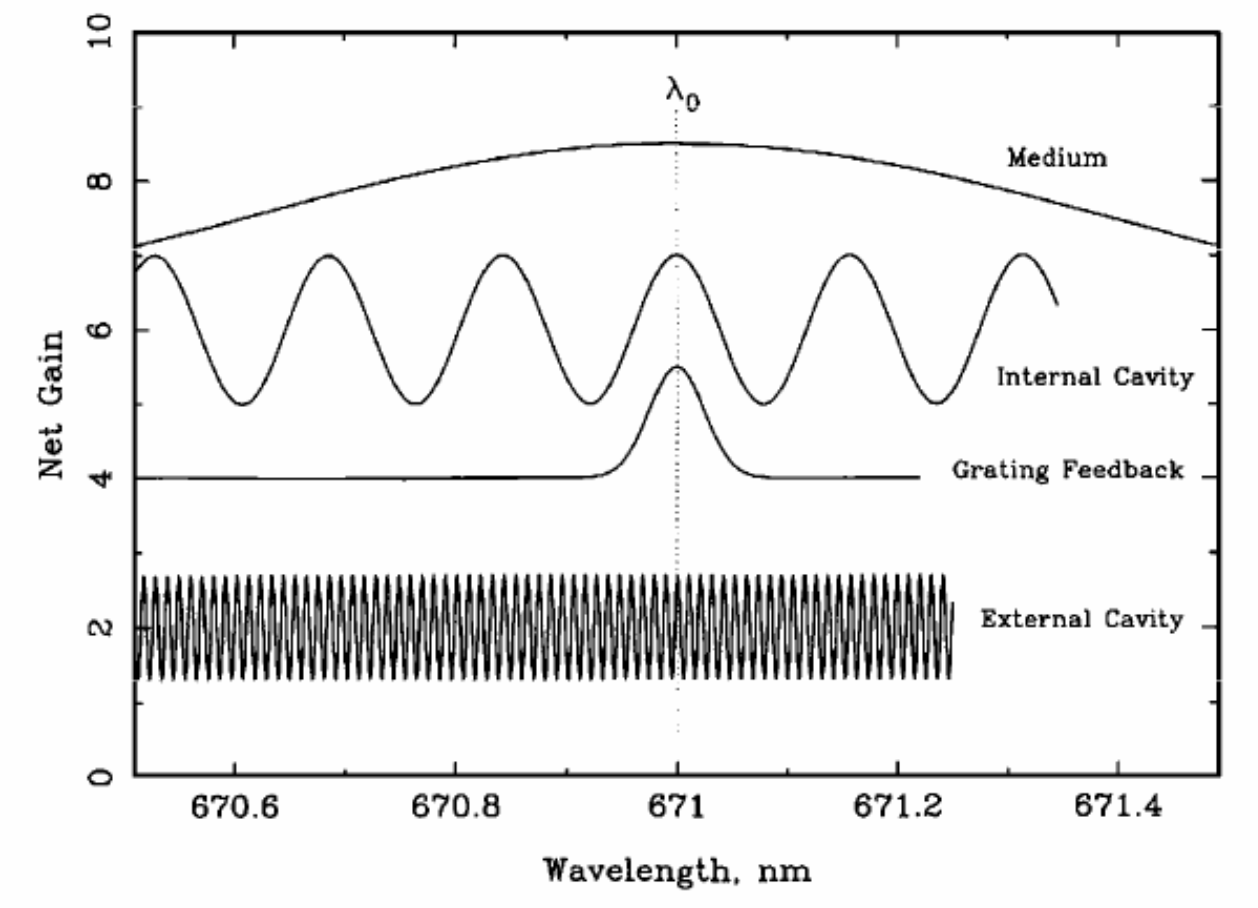 10
λ0
Medium
8
6
Internal Cavity
Net Gain
Grating Feedback
4
External Cavity
2
0
670.6 670.8 671 671.2 671.4
Wavelength, nm